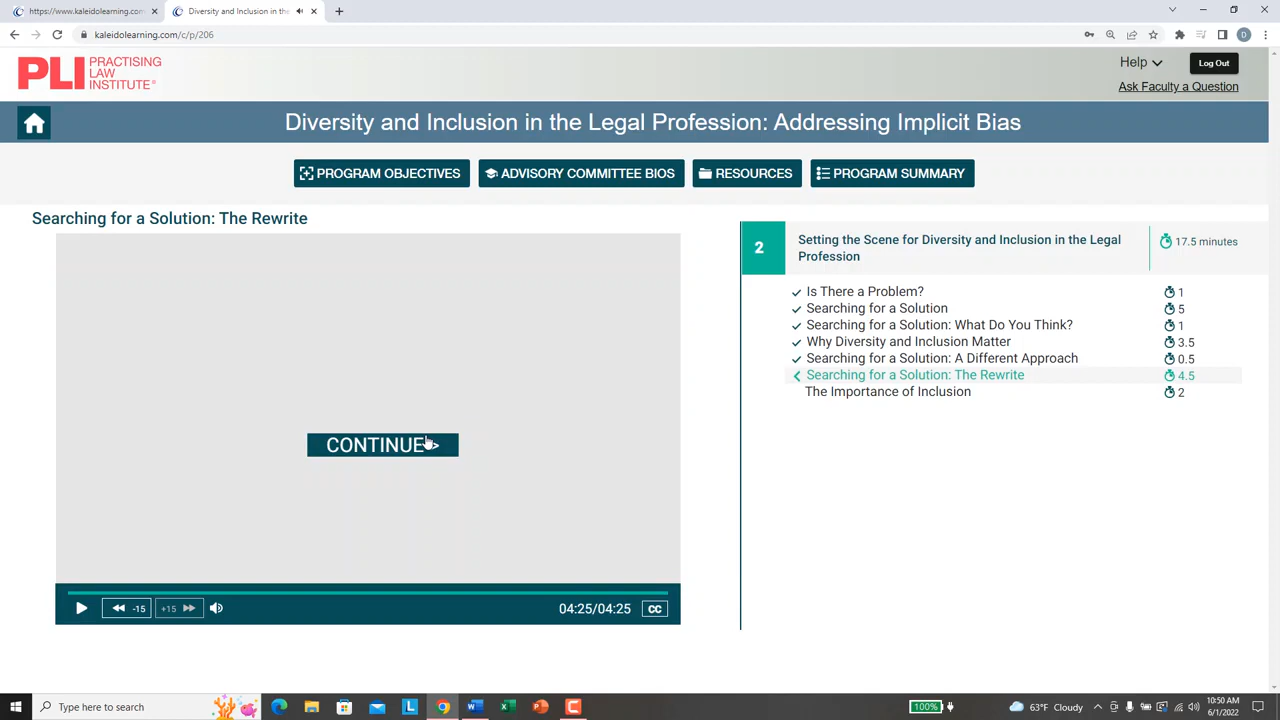 https://www.kaleidolearning.com/
Diversity and Inclusion in the
kaleidolearning.com/c/p/206
D
PLI PRACTISING LAW INSTITUTE®
Help
Log Out
Ask Faculty a Question
Diversity and Inclusion in the Legal Profession: Addressing Implicit Bias
PROGRAM OBJECTIVES
ADVISORY COMMITTEE BIOS
RESOURCES
PROGRAM SUMMARY
Searching for a Solution: The Rewrite
2
Setting the Scene for Diversity and Inclusion in the Legal
Profession
17.5 minutes
Is There a Problem? 1
Searching for a Solution 5
Searching for a Solution: What Do You Think? 1
Why Diversity and Inclusion Matter 3.5
Searching for a Solution: A Different Approach 0.5
Searching for a Solution: The Rewrite 4.5
The Importance of Inclusion 2
CONTINUE >
-15
+15
04:25/04:25
CC
Type here to search
100%
63°F Cloudy
10:50 AM
6/1/2022